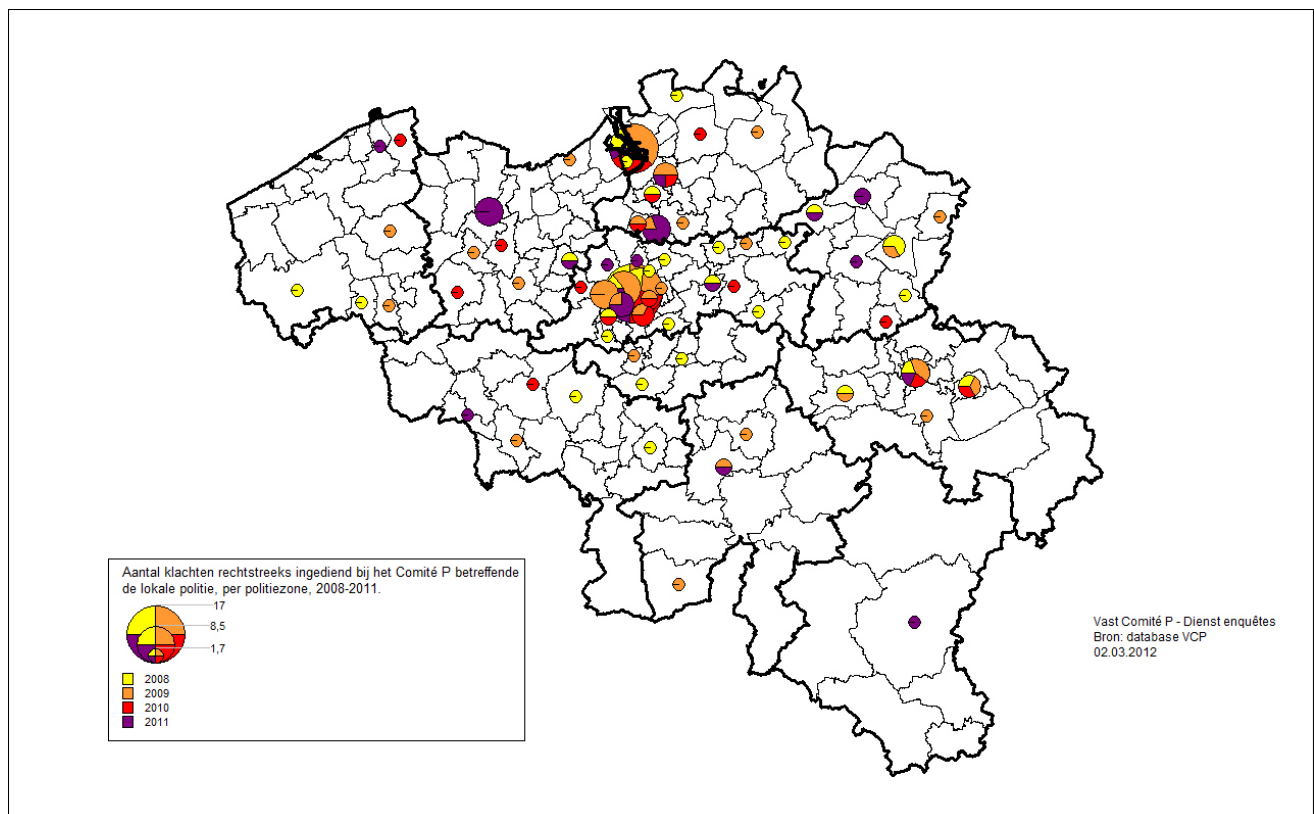 Aantal klachten rechtstreeks ingediend bij het Comité P betreffende
de lokale politie, per politiezone, 2008-2011.
17
8,5
1,7
2008
2009
2010
2011
Vast Comité P - Dienst enquêtes
Bron: database VCP
02.03.2012